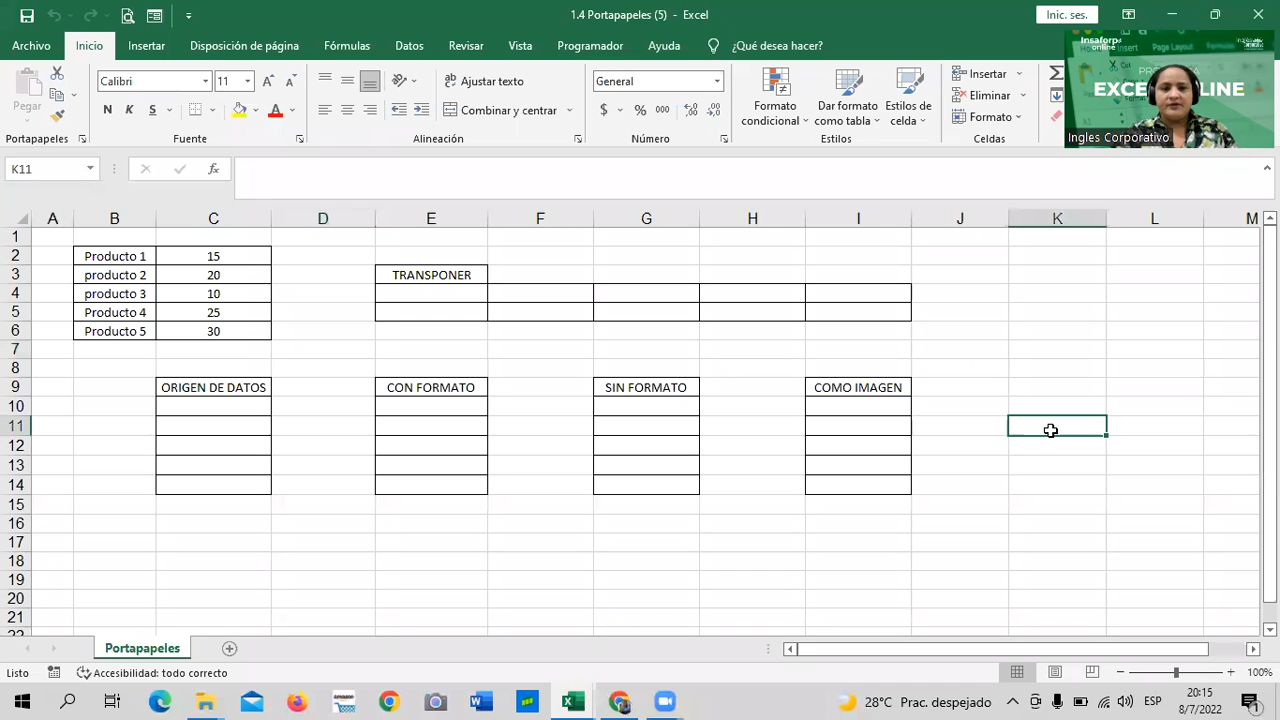 1.4 Portapapeles (5) - Excel
Inic. ses.
Archivo Inicio Insertar Disposición de página Fórmulas Datos Revisar Vista Programador Ayuda ¿Qué desea hacer?
Pegar
Portapapeles
Calibri 11
N K S
Fuente
Ajustar texto
Combinar y centrar
Alineación
General
$ % 000
Número
Formato condicional
Dar formato como tabla
Estilos de celda
Estilos
Insertar
Eliminar
Formato
Celdas
Insaforp online
EXCE LINE
Ingles Corporativo
K11
fx
A B C D E F G H I J K L M
1
2 Producto 1 15
3 producto 2 20 TRANSPONER
4 producto 3 10
5 Producto 4 25
6 Producto 5 30
7
8
9 ORIGEN DE DATOS CON FORMATO SIN FORMATO COMO IMAGEN
10
11
12
13
14
15
16
17
18
19
20
21
22
Portapapeles
Listo Accesibilidad: todo correcto 100%
28°C Prac. despejado ESP 20:15
8/7/2022